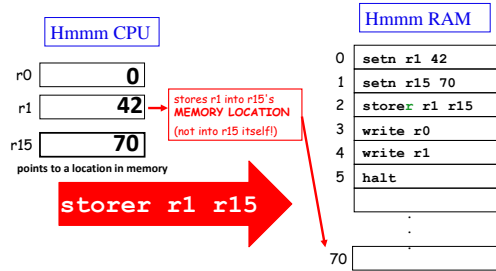 Hmmm CPU
r0 0
r1 42
r15 70
points to a location in memory
stores r1 into r15's
MEMORY LOCATION
(not into r15 itself!)
storer r1 r15
Hmmm RAM
0 setn r1 42
1 setn r15 70
2 storer r1 r15
3 write r0
4 write r1
5 halt
.
.
.
70